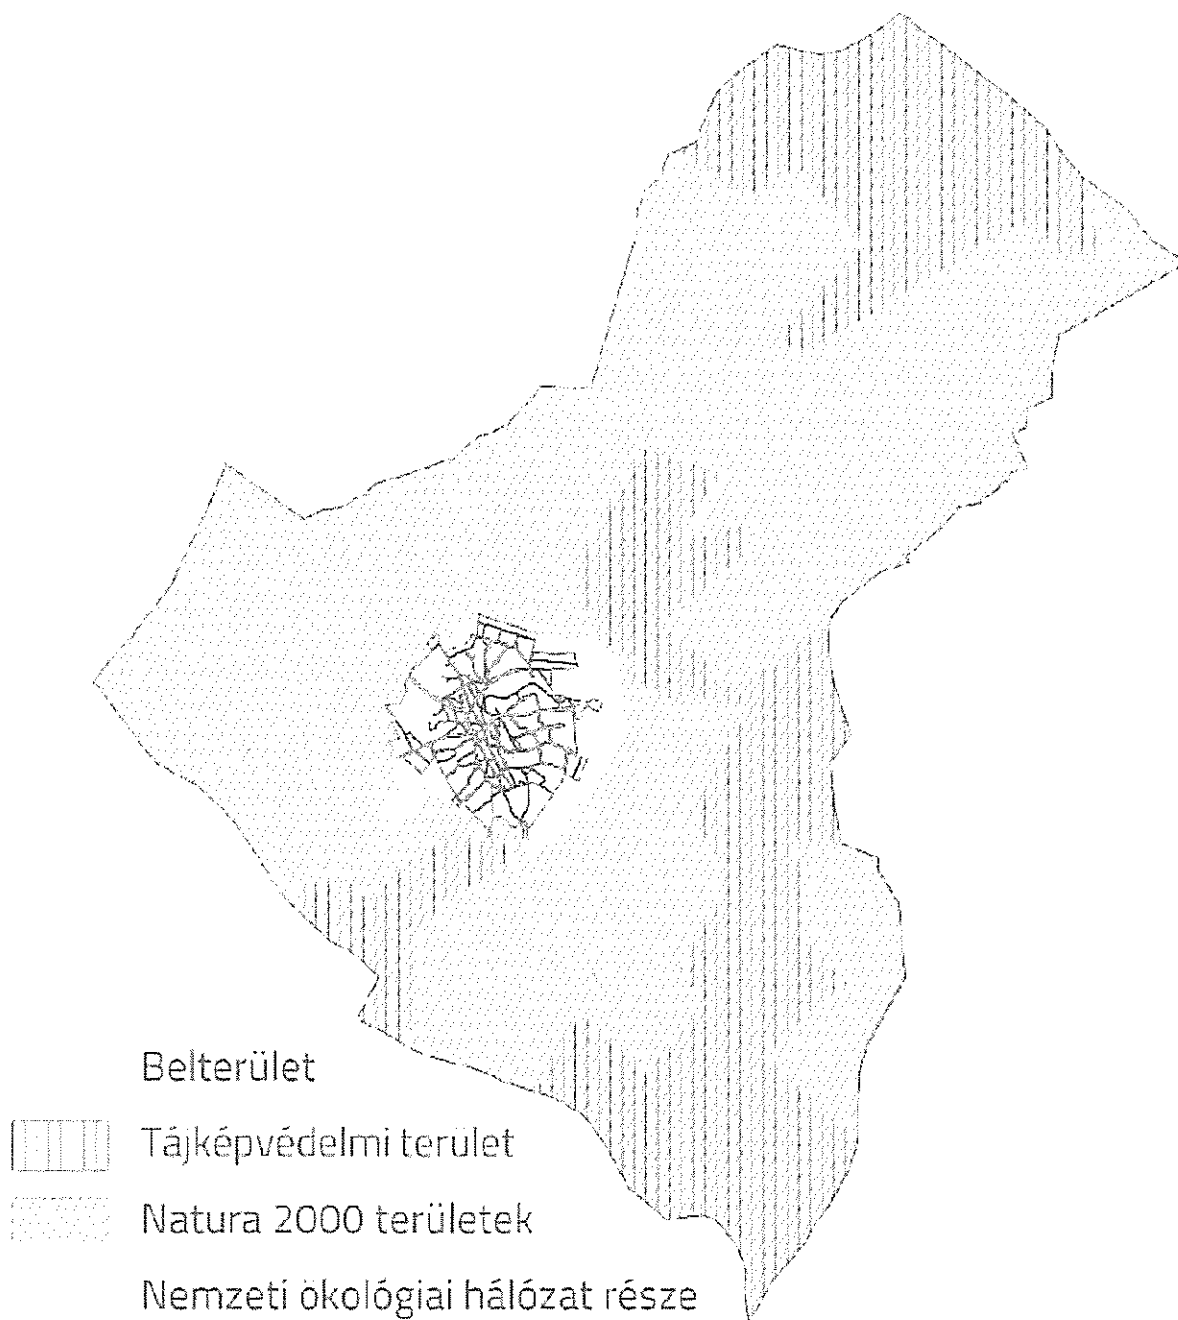 Belterület
Tájképvédelmi terület
Natura 2000 területek
Nemzeti ökológiai hálózat része